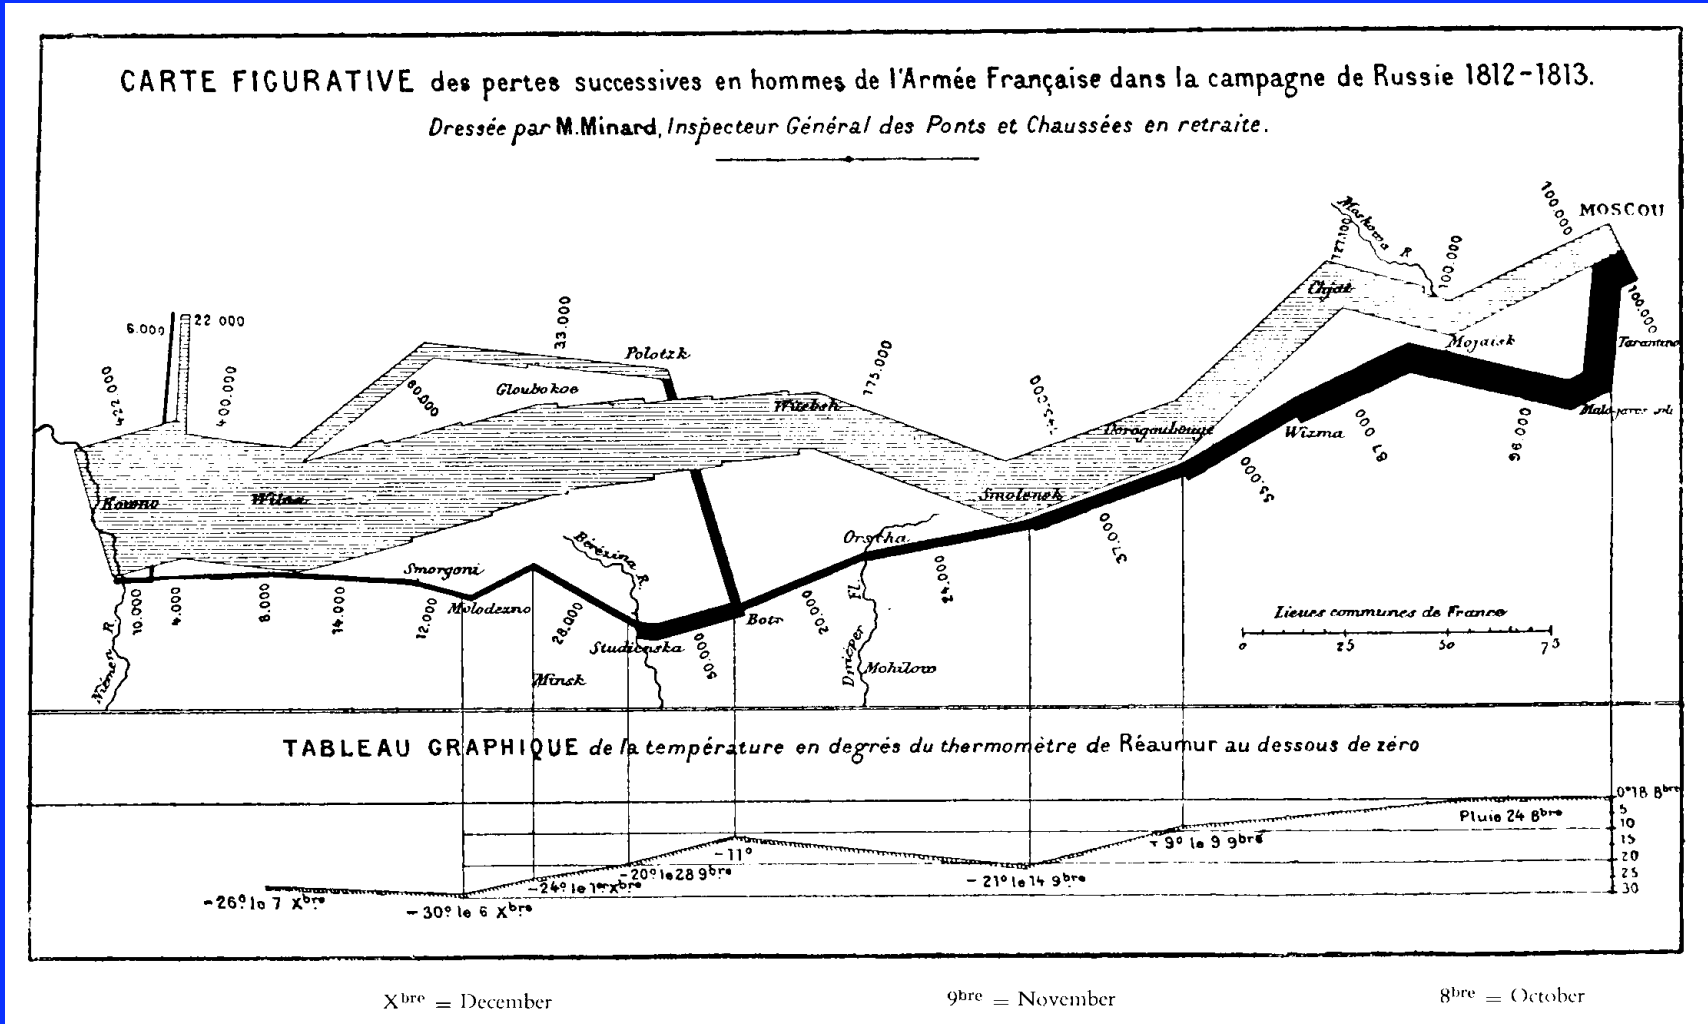 CARTE FIGURATIVE des pertes successives en hommes de l'Armée Française dans la campagne de Russie 1812-1813.
Dressée par M.Minard, Inspecteur Général des Ponts et Chaussées en retraite.
100.000
MOSCOU
Moskowa R
127.100
100.000
Chjat
100.000
6.000
22 000
33.000
Polotzk
Mojaisk
Tarantino
422.000
400.000
60.000
Gloubokoe
175.000
145.000
Witebsk
Dorogoubouge
Wizma
87 000
96 000
Kowno
Wilna
Smolensk
55.000
37.000
Orscha
Bérézina R.
Smorgoni
24.000
Niemen R.
10.000
4.000
8.000
14.000
12.000
Molodezno
28.000
Studienska
50.000
Botr
20.000
Dniéper Fl.
Mohilow
Minsk
Lieues communes de France
0 25 50 75
TABLEAU GRAPHIQUE de la température en degrés du thermomètre de Réaumur au dessous de zéro
0° 18 8bre
5
10
15
20
25
30
Pluie 24 8bre
- 9° le 9 9bre
-21° le 14 9bre
-11°
-20° le 28 9bre
-24° le 1er Xbre
-30° le 6 Xbre
-26° le 7 Xbre
Xbre = December
9bre = November
8bre = October